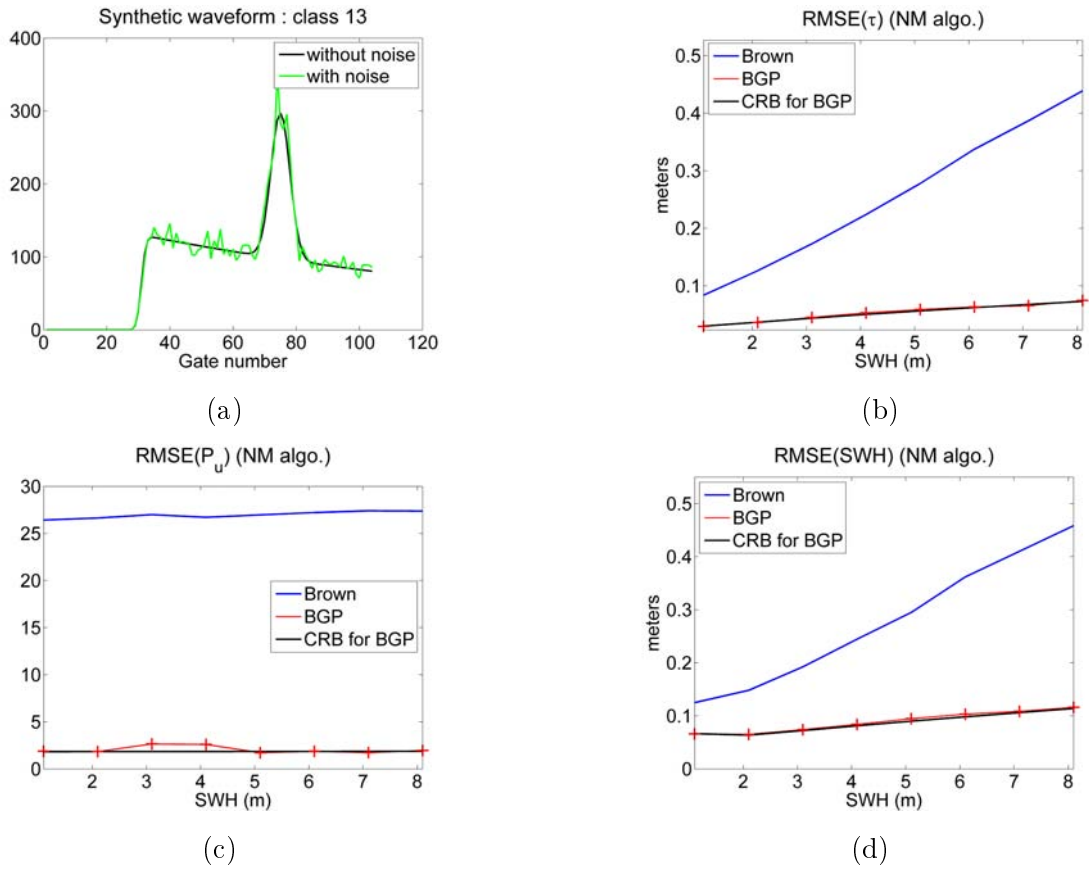 Synthetic waveform : class 13
400
300
200
100
0
without noise
with noise
0 20 40 60 80 100 120
Gate number
(a)
RMSE(τ) (NM algo.)
0.5
0.4
0.3
0.2
0.1
meters
Brown
BGP
CRB for BGP
2 3 4 5 6 7 8
SWH (m)
(b)
RMSE(P_u) (NM algo.)
30
25
20
15
10
5
0
Brown
BGP
CRB for BGP
2 3 4 5 6 7 8
SWH (m)
(c)
RMSE(SWH) (NM algo.)
0.5
0.4
0.3
0.2
0.1
0
meters
Brown
BGP
CRB for BGP
2 3 4 5 6 7 8
SWH (m)
(d)